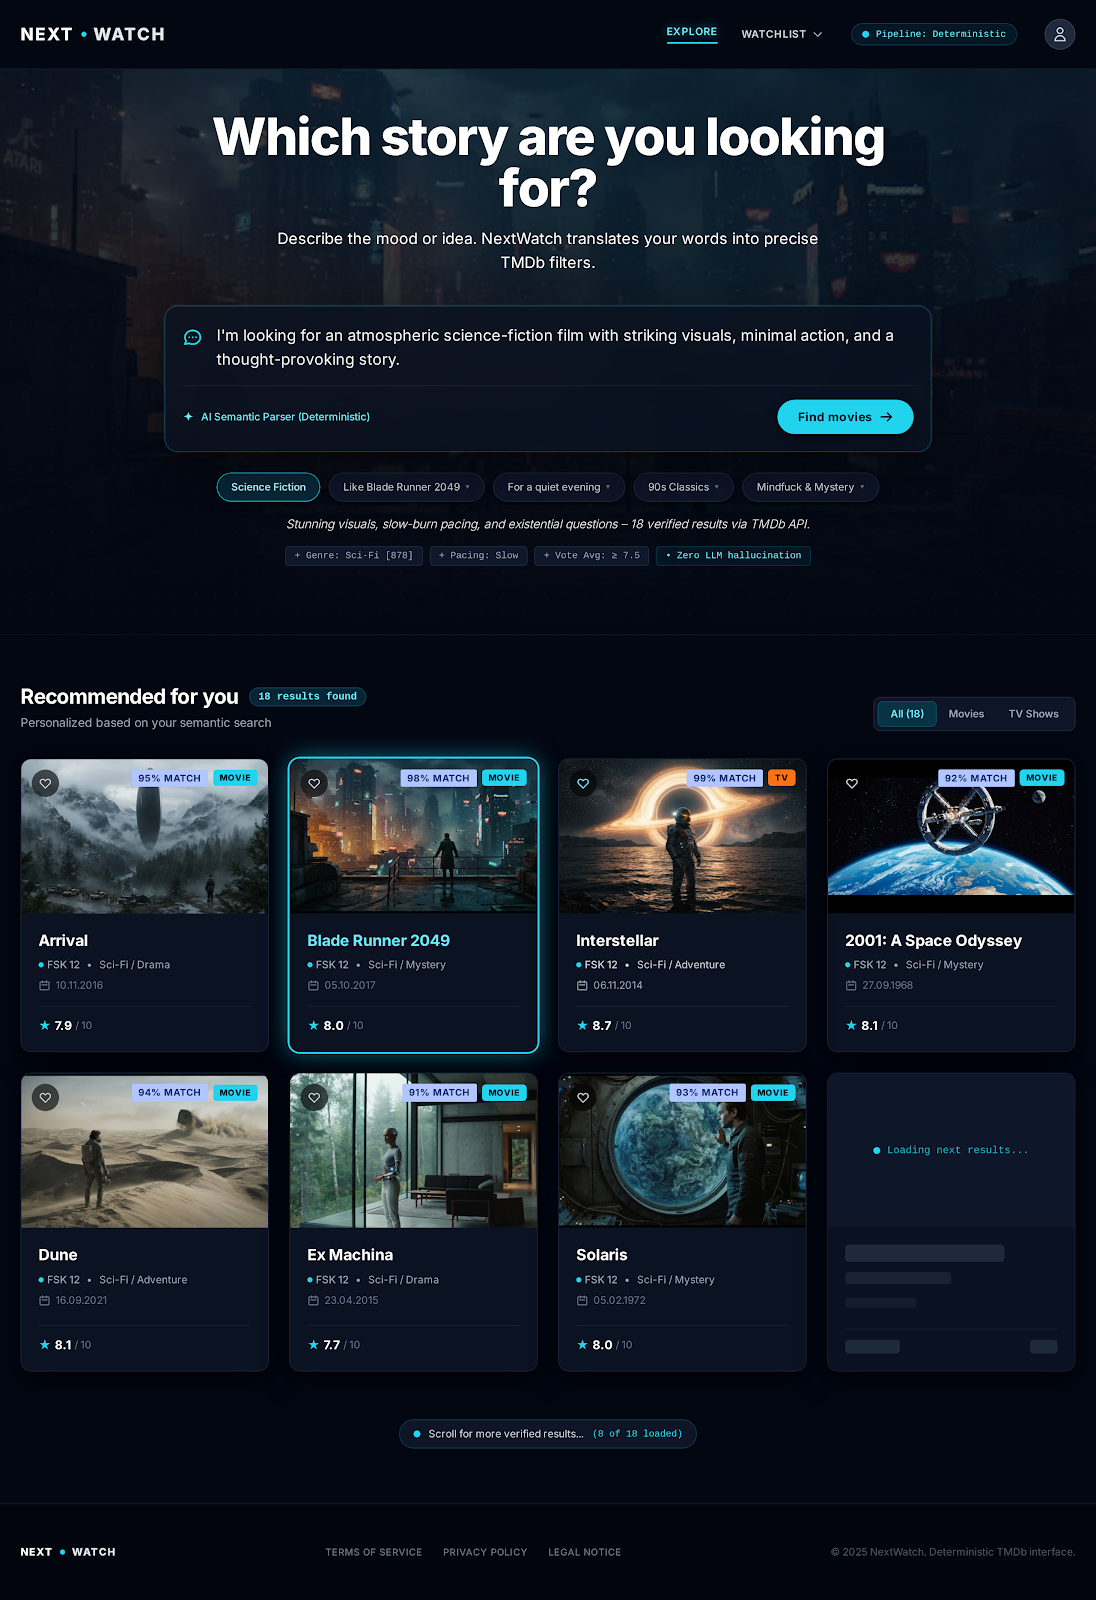 NEXT • WATCH
EXPLORE
WATCHLIST
Pipeline: Deterministic
ATARI
Panasonic
Which story are you looking
for?
Describe the mood or idea. NextWatch translates your words into precise
TMDb filters.
I'm looking for an atmospheric science-fiction film with striking visuals, minimal action, and a
thought-provoking story.
AI Semantic Parser (Deterministic)
Find movies →
Science Fiction
Like Blade Runner 2049
For a quiet evening
90s Classics
Mindfuck & Mystery
Stunning visuals, slow-burn pacing, and existential questions – 18 verified results via TMDb API.
+ Genre: Sci-Fi [878]
+ Pacing: Slow
+ Vote Avg: ≥ 7.5
• Zero LLM hallucination
Recommended for you
18 results found
Personalized based on your semantic search
All (18)
Movies
TV Shows
95% MATCH
MOVIE
Arrival
FSK 12 • Sci-Fi / Drama
10.11.2016
★ 7.9 / 10
98% MATCH
MOVIE
Panasonic
Blade Runner 2049
FSK 12 • Sci-Fi / Mystery
05.10.2017
★ 8.0 / 10
99% MATCH
TV
Interstellar
FSK 12 • Sci-Fi / Adventure
06.11.2014
★ 8.7 / 10
92% MATCH
MOVIE
2001: A Space Odyssey
FSK 12 • Sci-Fi / Mystery
27.09.1968
★ 8.1 / 10
94% MATCH
MOVIE
Dune
FSK 12 • Sci-Fi / Adventure
16.09.2021
★ 8.1 / 10
91% MATCH
MOVIE
Ex Machina
FSK 12 • Sci-Fi / Drama
23.04.2015
★ 7.7 / 10
93% MATCH
MOVIE
Solaris
FSK 12 • Sci-Fi / Mystery
05.02.1972
★ 8.0 / 10
Loading next results...
Scroll for more verified results... (8 of 18 loaded)
NEXT • WATCH
TERMS OF SERVICE
PRIVACY POLICY
LEGAL NOTICE
© 2025 NextWatch. Deterministic TMDb interface.